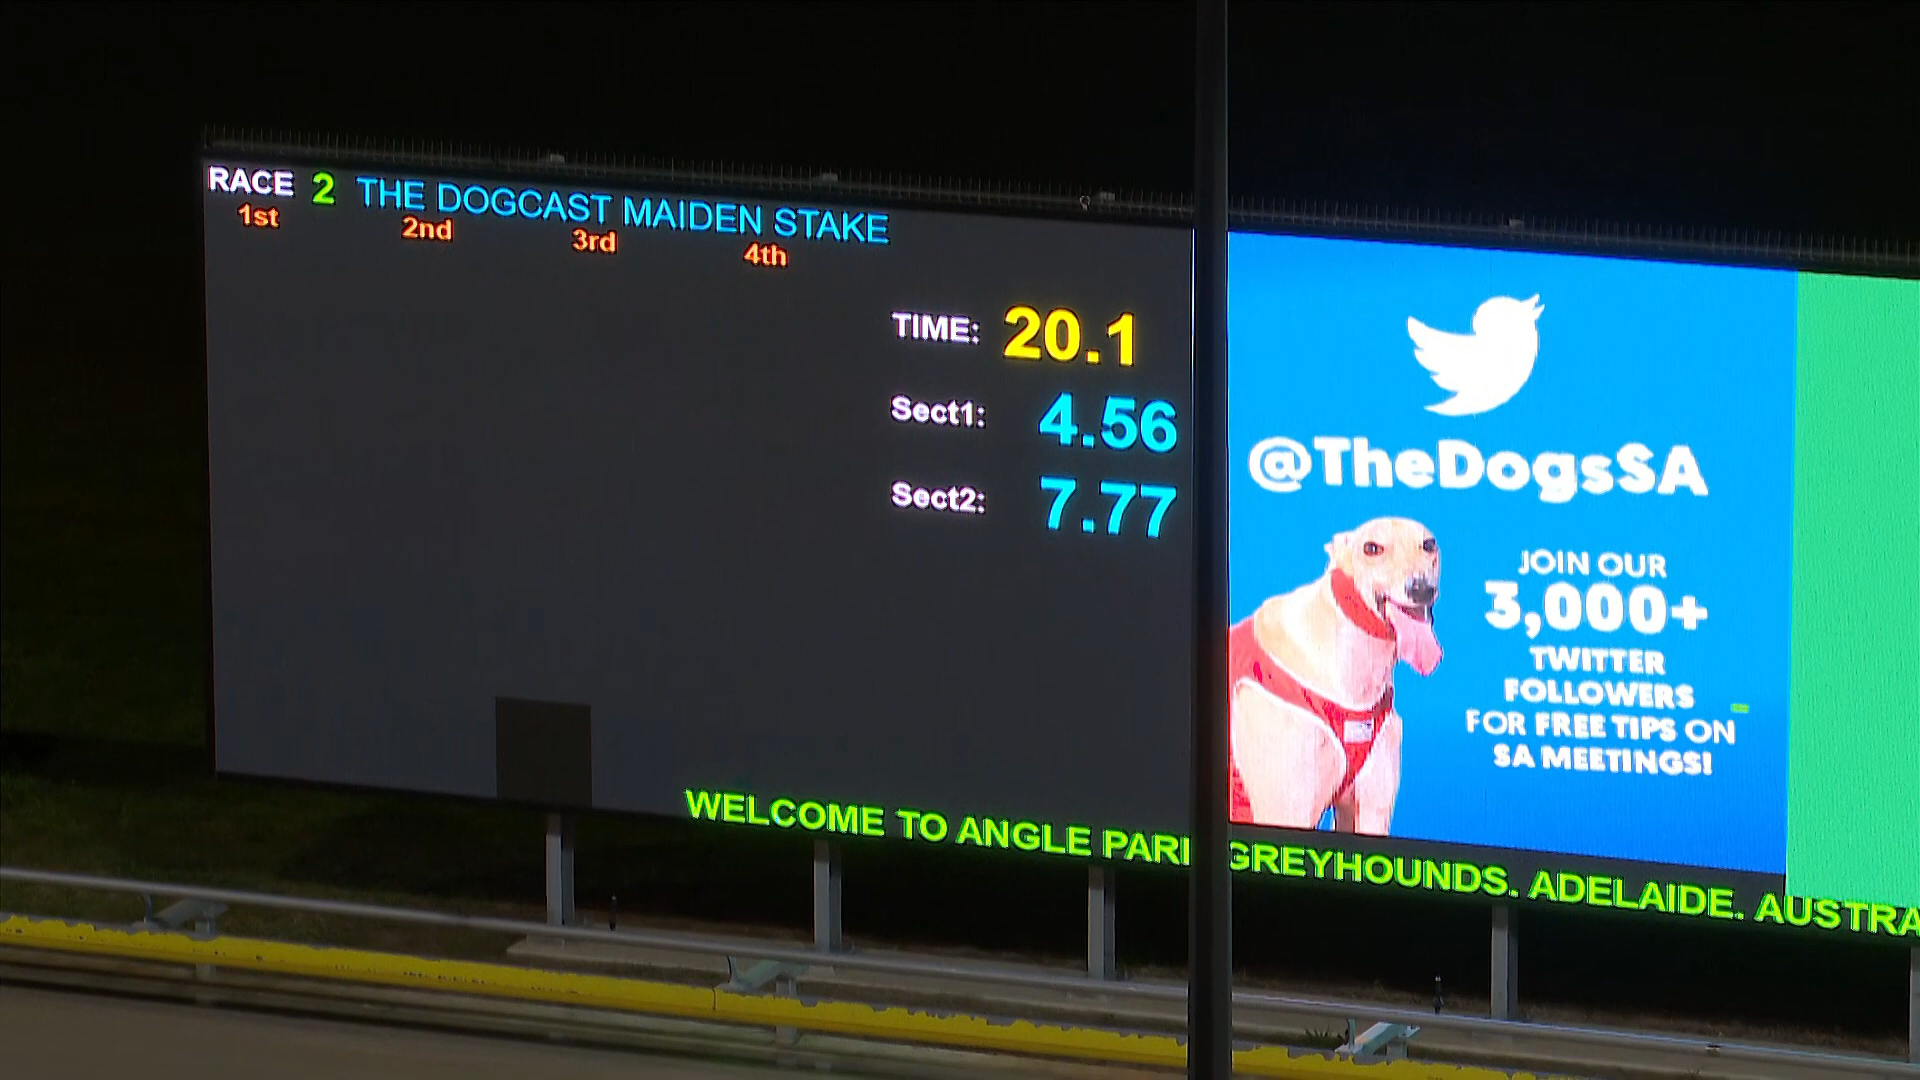 RACE 2 THE DOGCAST MAIDEN STAKE
1st 2nd 3rd 4th
TIME: 20.1
Sect1: 4.56
Sect2: 7.77
@TheDogsSA
JOIN OUR
3,000+
TWITTER
FOLLOWERS
FOR FREE TIPS ON
SA MEETINGS!
WELCOME TO ANGLE PARK GREYHOUNDS. ADELAIDE. AUSTRA